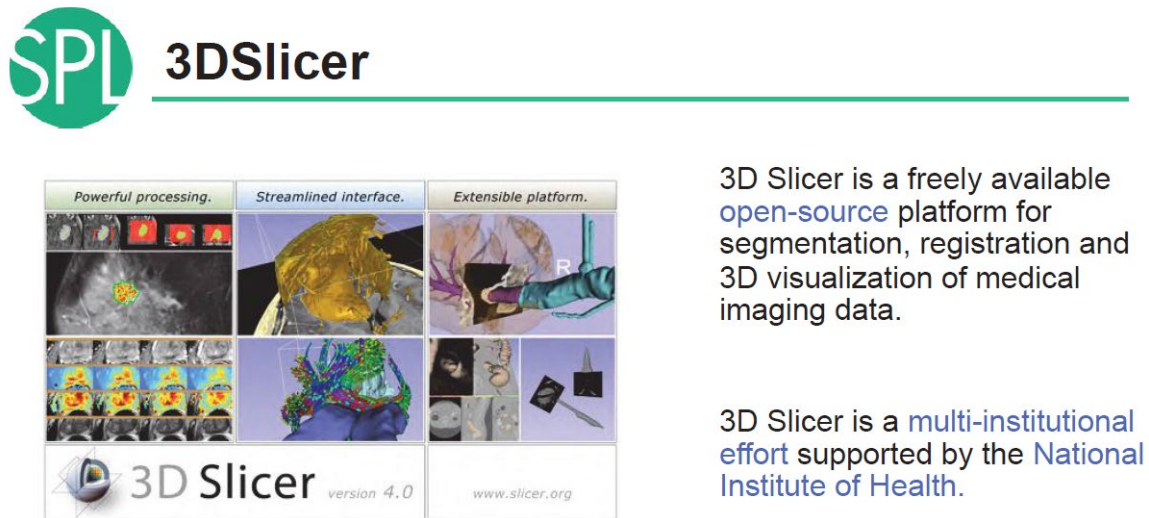 SPL
3DSlicer
Powerful processing.
Streamlined interface.
Extensible platform.
R
3D Slicer version 4.0
www.slicer.org
3D Slicer is a freely available
open-source platform for
segmentation, registration and
3D visualization of medical
imaging data.
3D Slicer is a multi-institutional
effort supported by the National
Institute of Health.